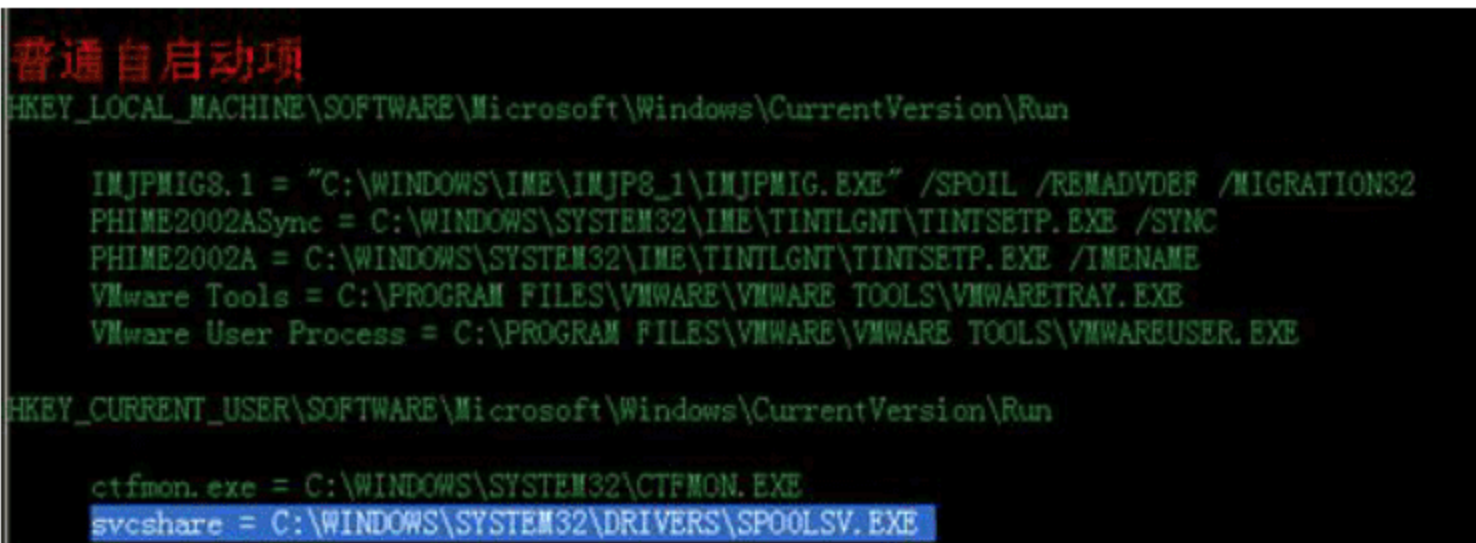 普通自启动项
HKEY_LOCAL_MACHINE\SOFTWARE\Microsoft\Windows\CurrentVersion\Run
IMJPMIG8.1 = "C:\WINDOWS\IME\IMJP8_1\IMJPMIG.EXE" /SPOIL /REMADVDEF /MIGRATION32
PHIME2002ASync = C:\WINDOWS\SYSTEM32\IME\TINTLGNT\TINTSETP.EXE /SYNC
PHIME2002A = C:\WINDOWS\SYSTEM32\IME\TINTLGNT\TINTSETP.EXE /IMENAME
VMware Tools = C:\PROGRAM FILES\VMWARE\VMWARE TOOLS\VMWARETRAY.EXE
VMware User Process = C:\PROGRAM FILES\VMWARE\VMWARE TOOLS\VMWAREUSER.EXE
HKEY_CURRENT_USER\SOFTWARE\Microsoft\Windows\CurrentVersion\Run
ctfmon.exe = C:\WINDOWS\SYSTEM32\CTFMON.EXE
svcshare = C:\WINDOWS\SYSTEM32\DRIVERS\SPOOLSV.EXE